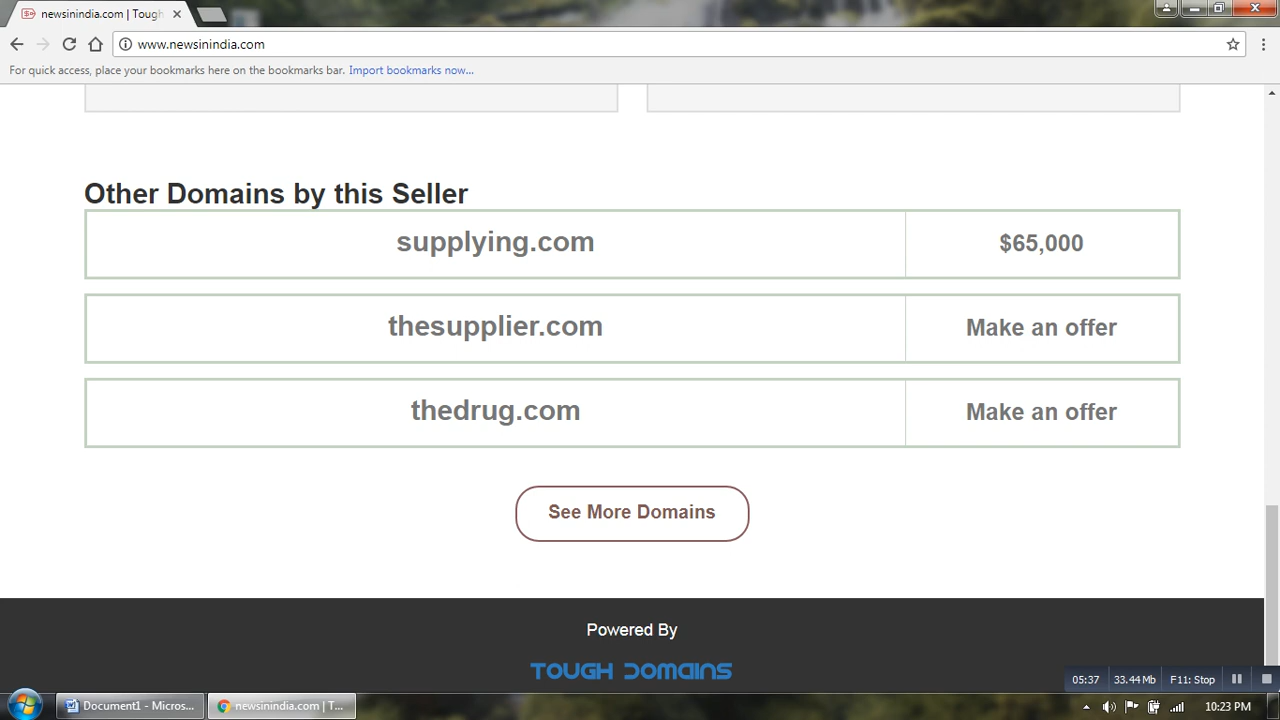 newsinindia.com | Tough
www.newsinindia.com
For quick access, place your bookmarks here on the bookmarks bar. Import bookmarks now...
Other Domains by this Seller
supplying.com $65,000
thesupplier.com Make an offer
thedrug.com Make an offer
See More Domains
Powered By
TOUGH DOMAINS
05:37 33.44 Mb F11: Stop
Document1 - Micros... newsinindia.com | T... 10:23 PM